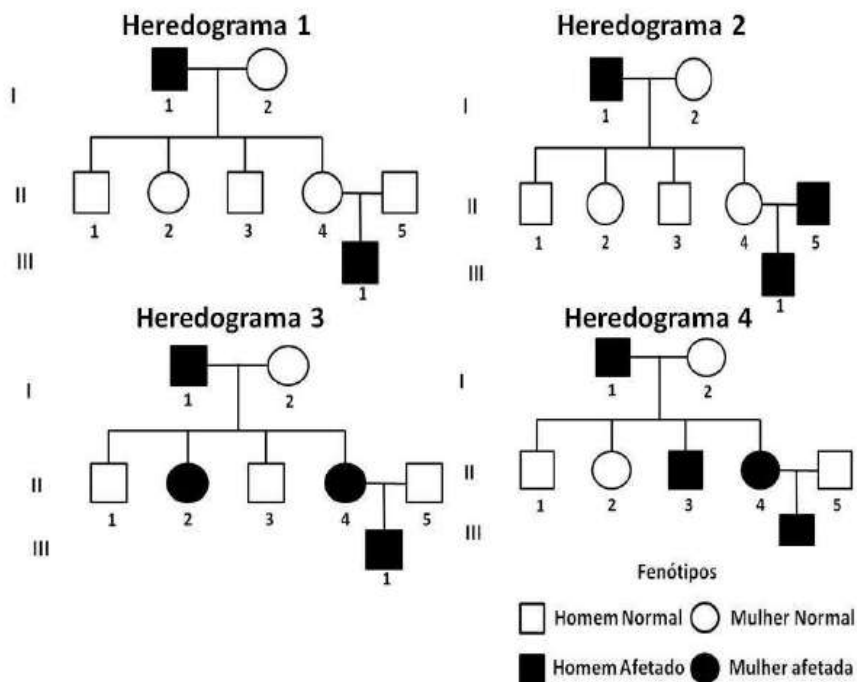 Heredograma 1
I
1
2
II
1
2
3
4
5
III
1
Heredograma 2
I
1
2
II
1
2
3
4
5
III
1
Heredograma 3
I
1
2
II
1
2
3
4
5
III
1
Heredograma 4
I
1
2
II
1
2
3
4
5
III
Fenótipos
Homem Normal Mulher Normal
Homem Afetado Mulher afetada